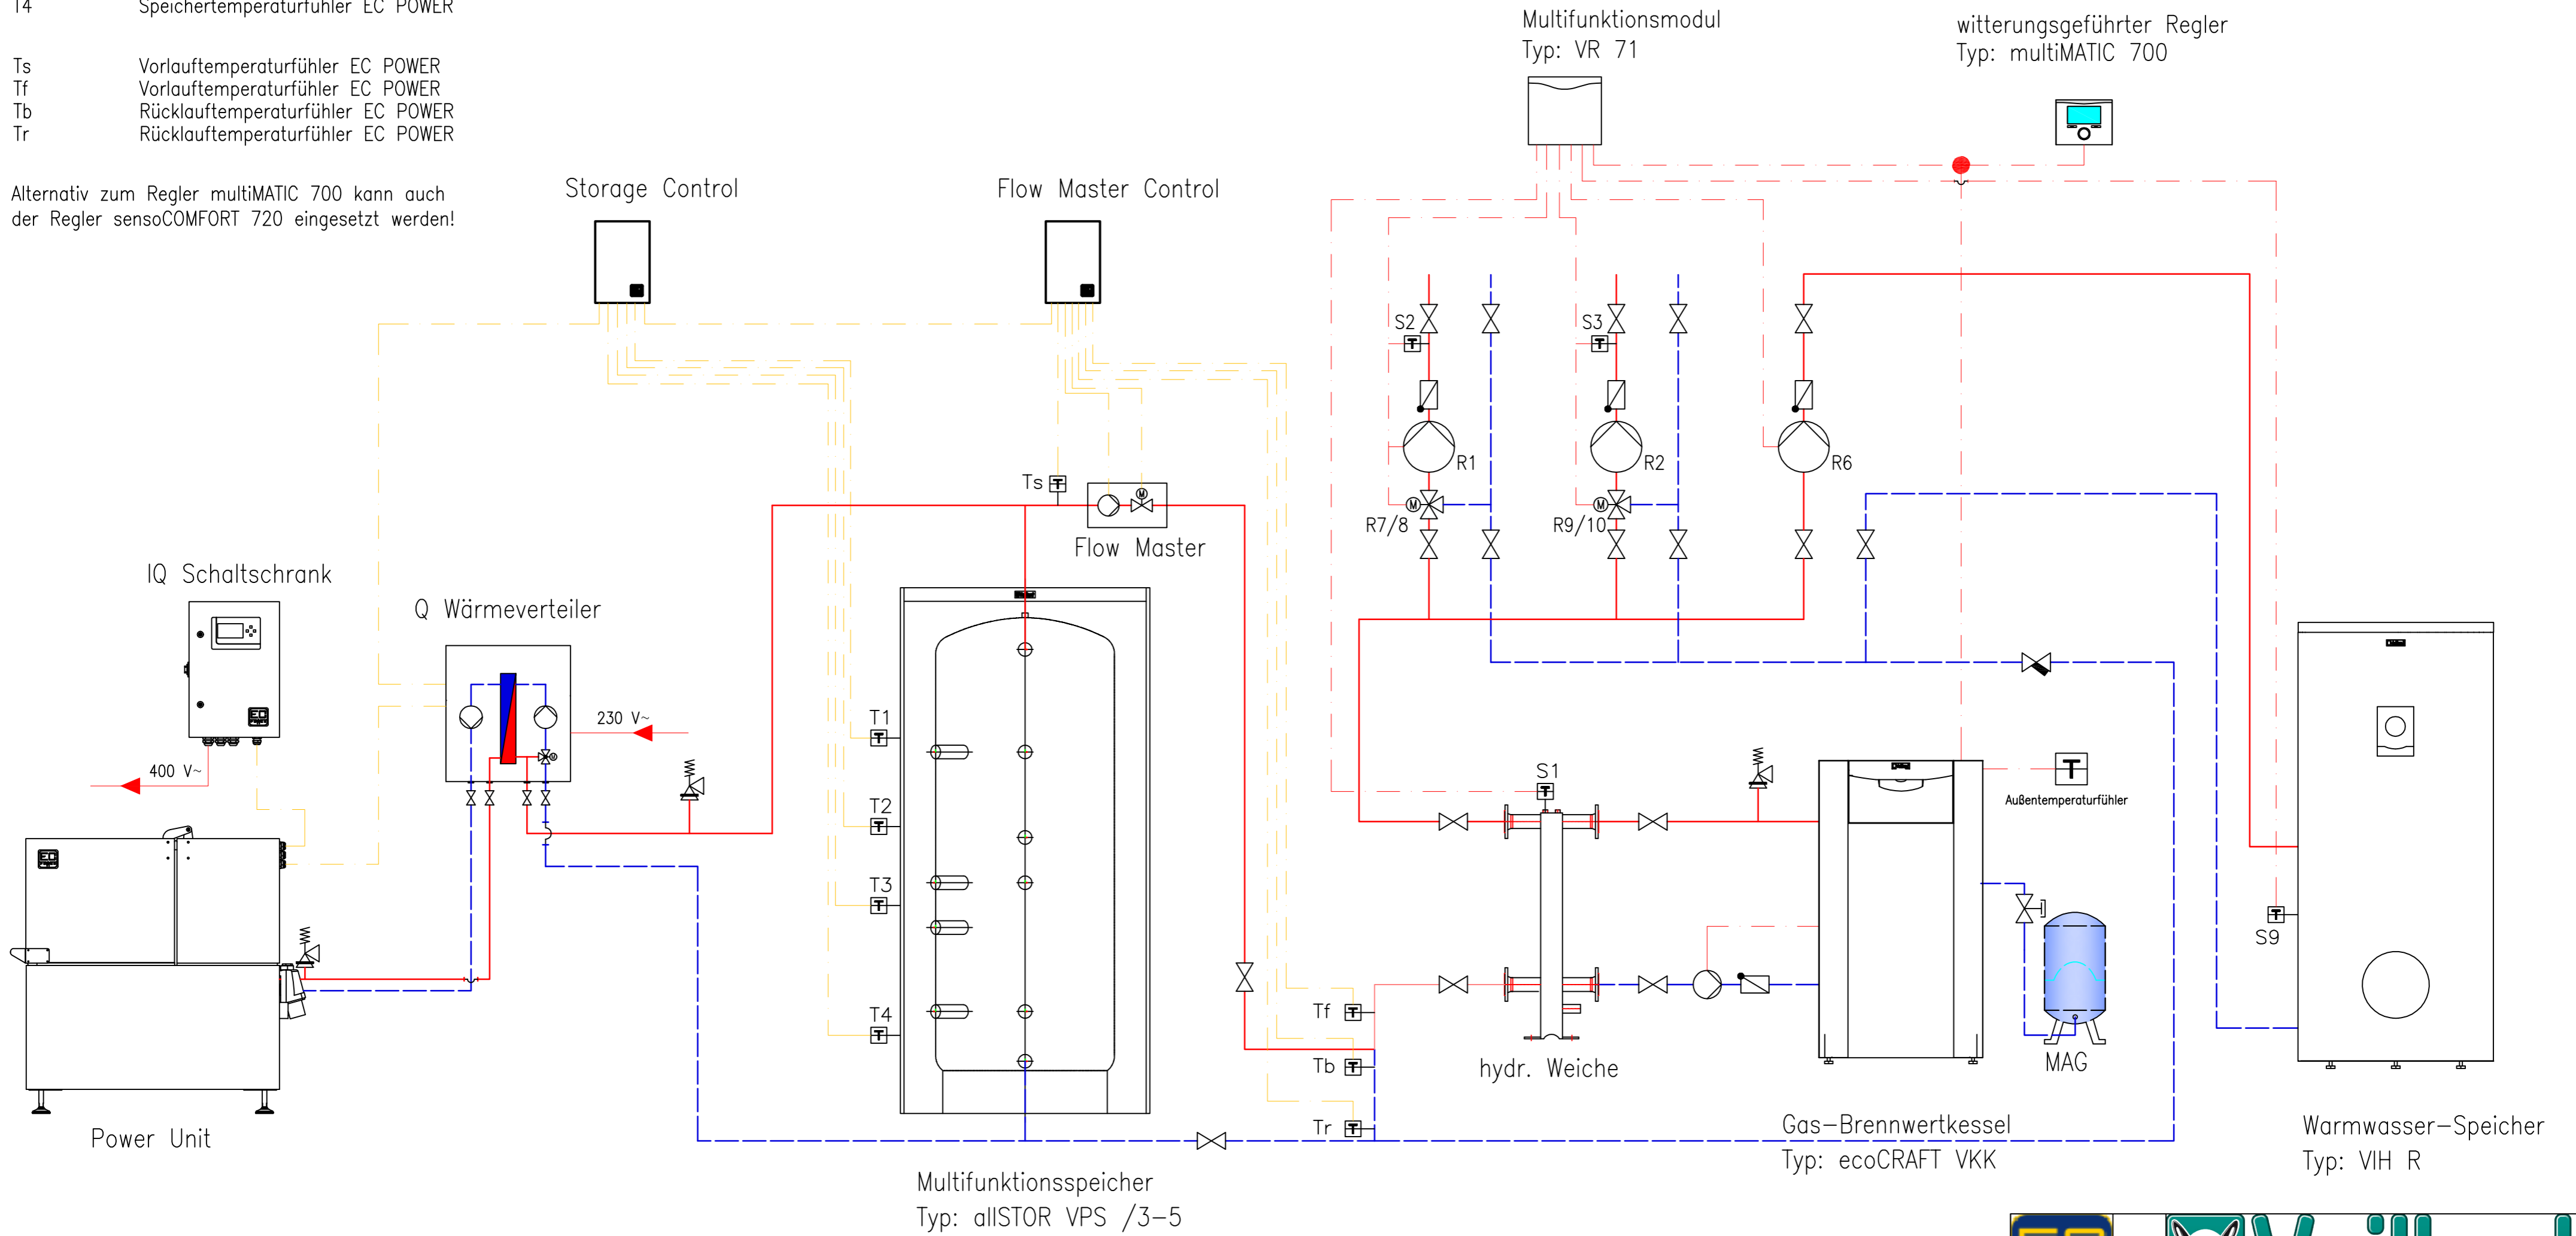 T4 Speichertemperaturfühler EC POWER
Ts Vorlauftemperaturfühler EC POWER
Tf Vorlauftemperaturfühler EC POWER
Tb Rücklauftemperaturfühler EC POWER
Tr Rücklauftemperaturfühler EC POWER
Alternativ zum Regler multiMATIC 700 kann auch
der Regler sensoCOMFORT 720 eingesetzt werden!
Storage Control
Flow Master Control
Multifunktionsmodul
Typ: VR 71
witterungsgeführter Regler
Typ: multiMATIC 700
S2
S3
R1
R2
R6
M
M
R7/8
R9/10
Ts
T
M
Flow Master
IQ Schaltschrank
Q Wärmeverteiler
230 V~
400 V~
T1
T2
T3
T4
S1
Außentemperaturfühler
S9
Tf
Tb
Tr
hydr. Weiche
MAG
Power Unit
Gas-Brennwertkessel
Typ: ecoCRAFT VKK
Warmwasser-Speicher
Typ: VIH R
Multifunktionsspeicher
Typ: allSTOR VPS /3-5